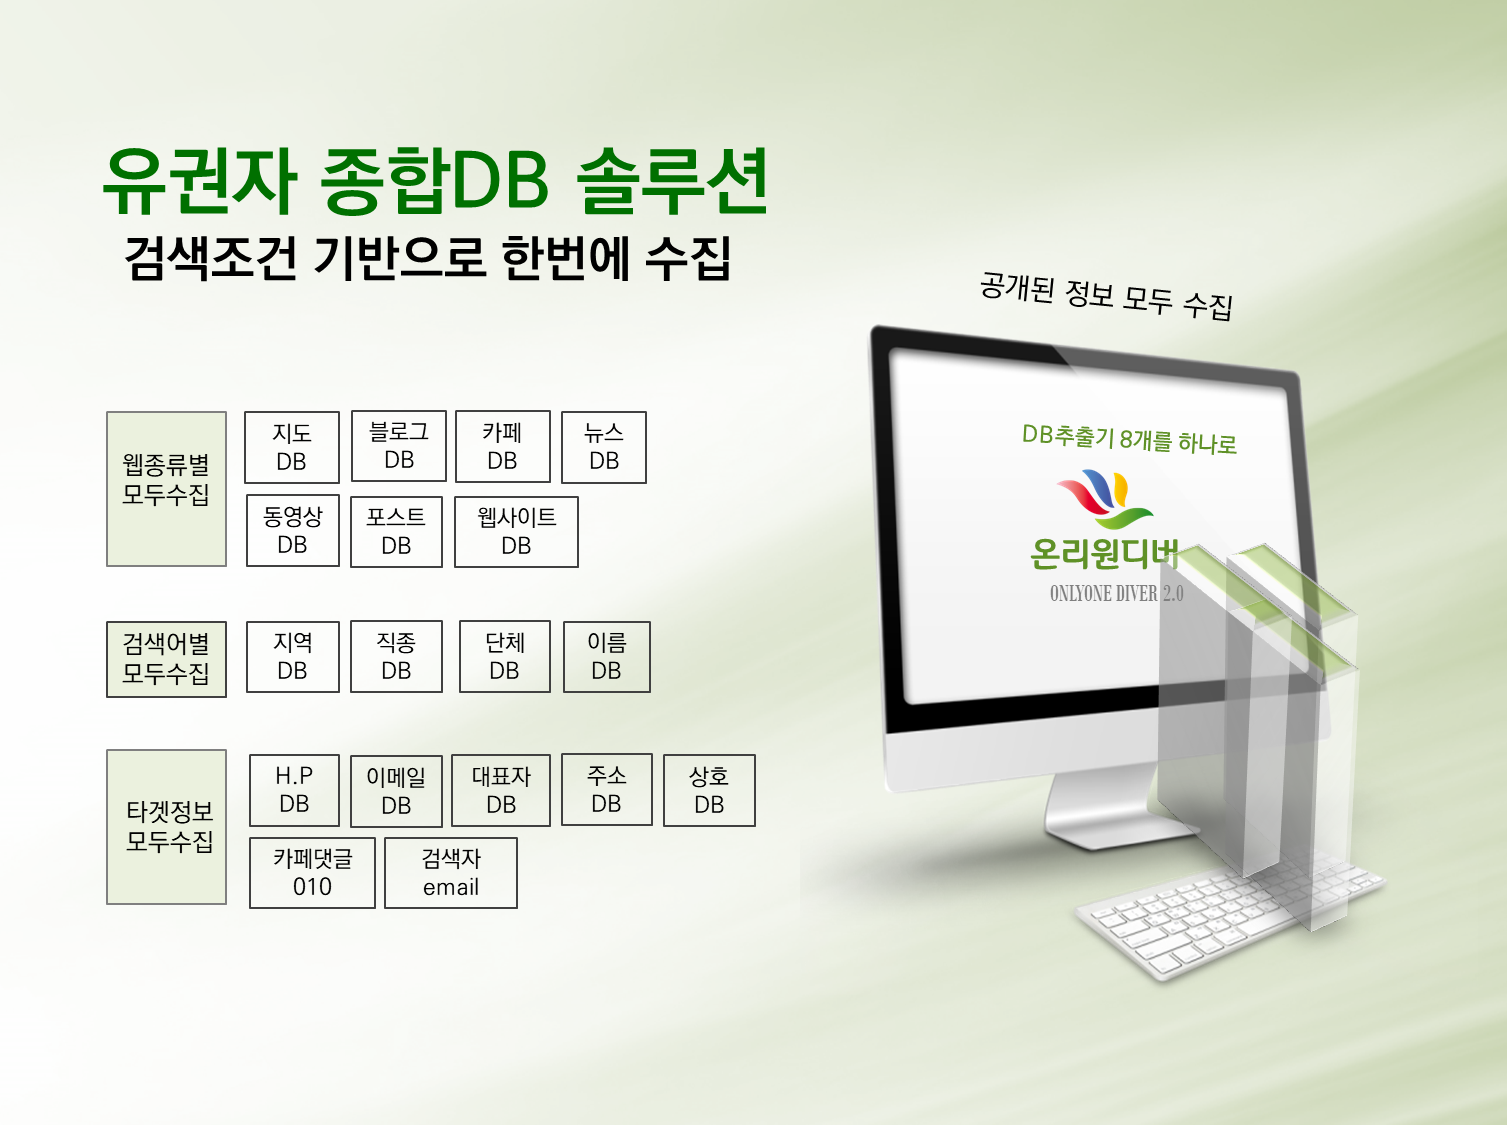 유권자 종합DB 솔루션
검색조건 기반으로 한번에 수집
공개된 정보 모두 수집
DB추출기 8개를 하나로
온리원디버
ONLYONE DIVER 2.0
웹종류별
모두수집
지도
DB
블로그
DB
카페
DB
뉴스
DB
동영상
DB
포스트
DB
웹사이트
DB
검색어별
모두수집
지역
DB
직종
DB
단체
DB
이름
DB
타겟정보
모두수집
H.P
DB
이메일
DB
대표자
DB
주소
DB
상호
DB
카페댓글
010
검색자
email